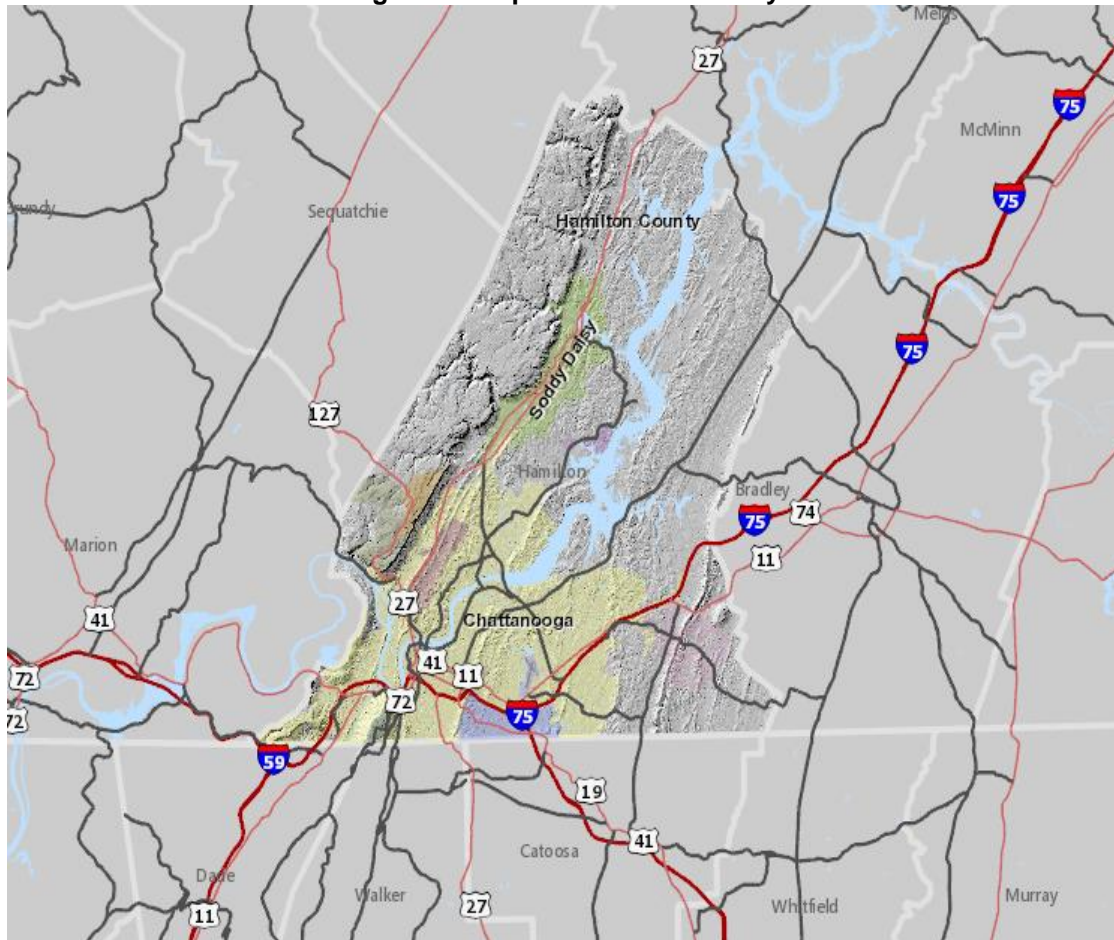 Meigs
27
75
McMinn
75
Sequatchie
Hamilton County
75
Soddy Daisy
127
Hamilton
Bradley
75
74
Marion
11
27
41
Chattanooga
41
11
72
72
75
72
59
19
41
Catoosa
Dade
Walker
27
Whitfield
Murray
11